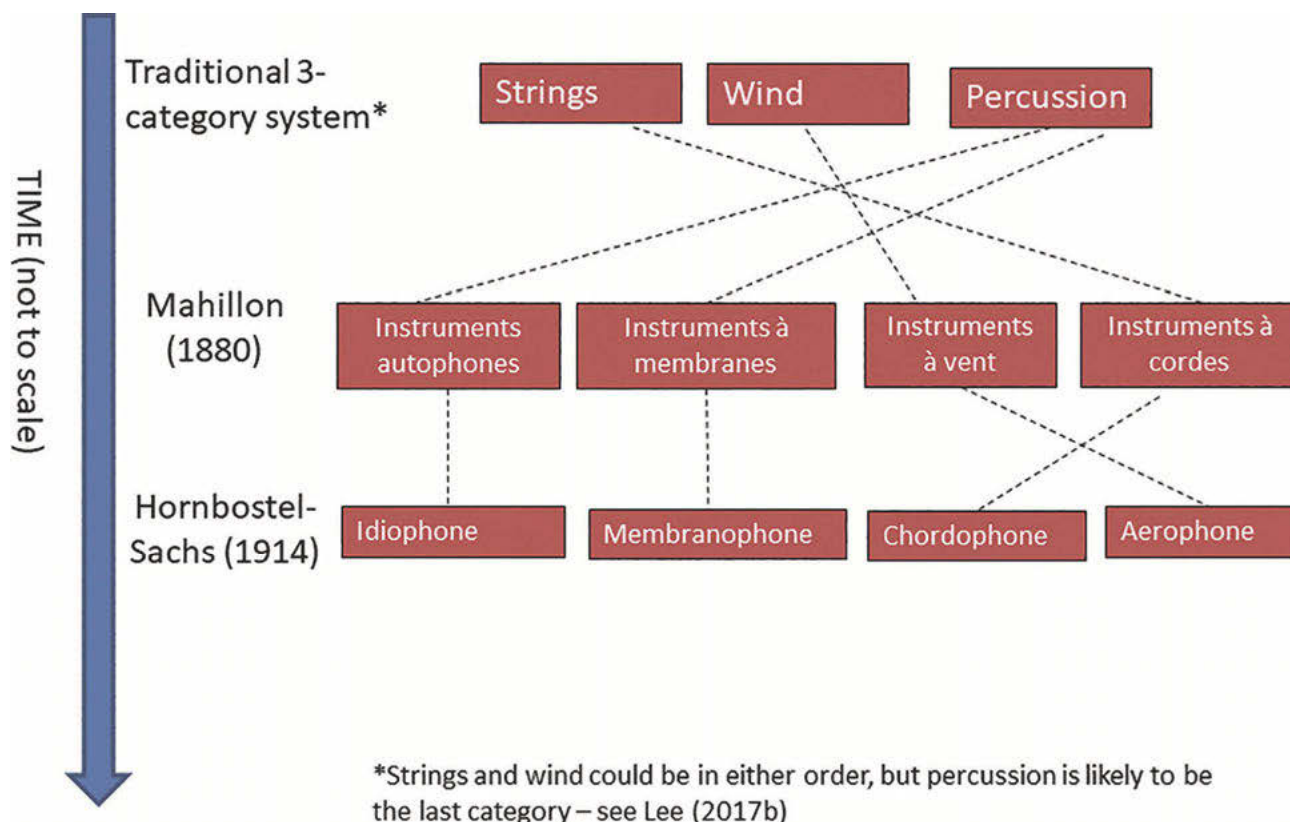 TIME (not to scale)
Traditional 3-
category system*
Strings
Wind
Percussion
Mahillon
(1880)
Instruments
autophones
Instruments à
membranes
Instruments
à vent
Instruments à
cordes
Hornbostel-
Sachs (1914)
Idiophone
Membranophone
Chordophone
Aerophone
*Strings and wind could be in either order, but percussion is likely to be
the last category – see Lee (2017b)